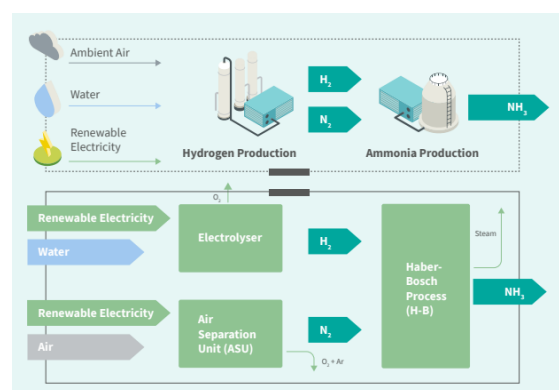 Ambient Air
Water
Renewable
Electricity
H2
N2
NH3
Hydrogen Production
Ammonia Production
O2
Renewable Electricity
Water
Electrolyser
H2
Haber-
Bosch
Process
(H-B)
Steam
NH3
Renewable Electricity
Air
Air
Separation
Unit (ASU)
N2
O2 + Ar